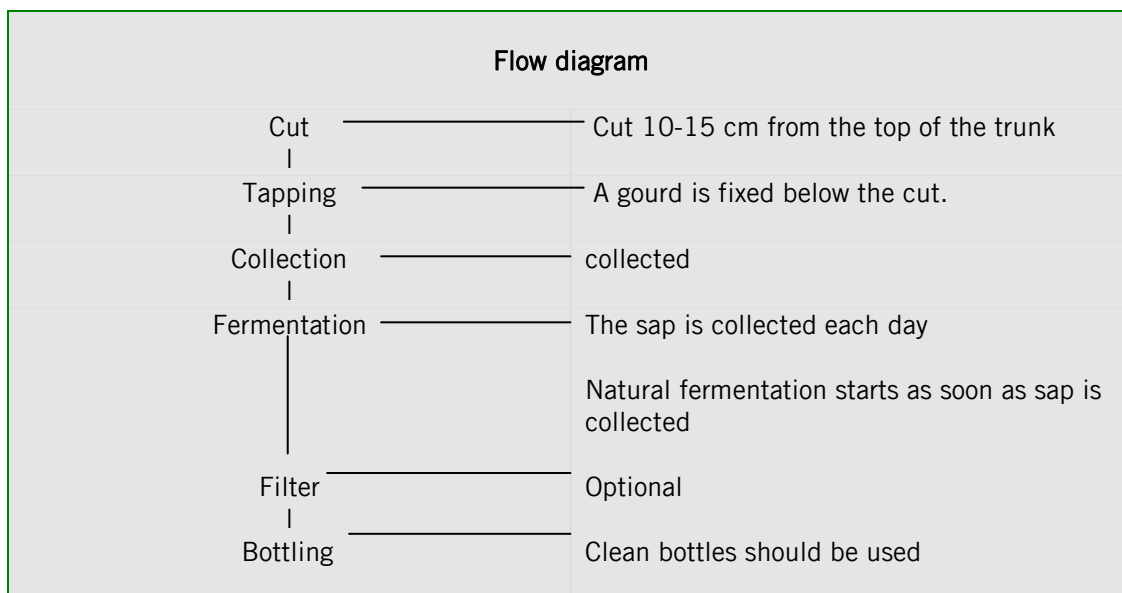 Flow diagram
Cut Cut 10-15 cm from the top of the trunk
Tapping A gourd is fixed below the cut.
Collection collected
Fermentation The sap is collected each day
Natural fermentation starts as soon as sap is
collected
Filter Optional
Bottling Clean bottles should be used